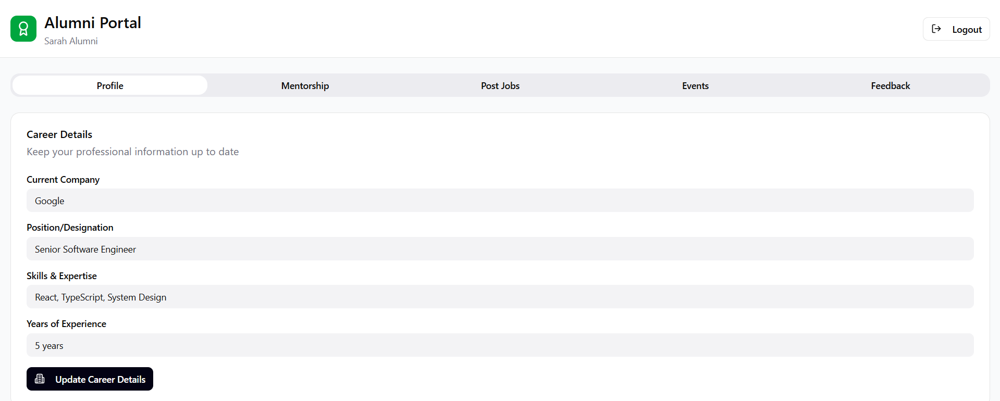 Alumni Portal
Sarah Alumni
Logout
Profile
Mentorship
Post Jobs
Events
Feedback
Career Details
Keep your professional information up to date
Current Company
Google
Position/Designation
Senior Software Engineer
Skills & Expertise
React, TypeScript, System Design
Years of Experience
5 years
Update Career Details